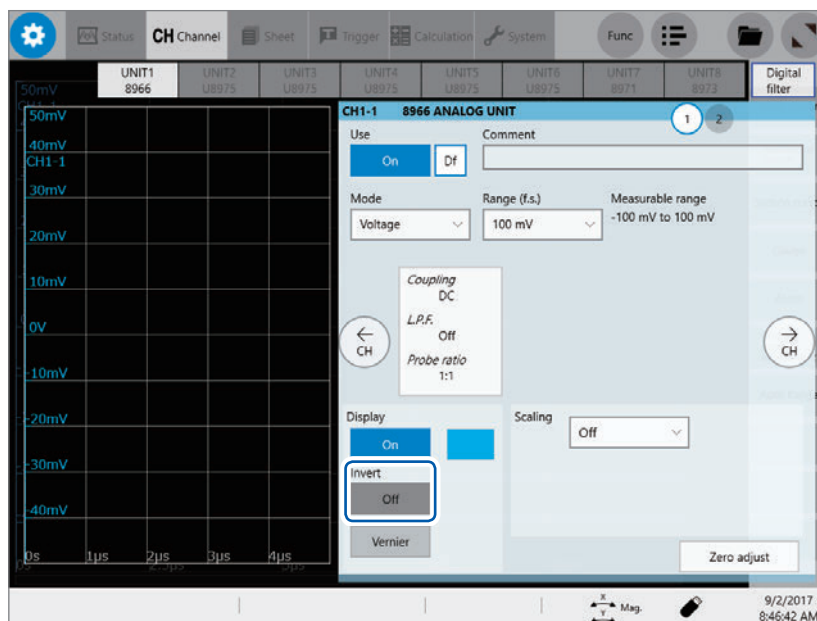 Status
CH Channel
Sheet
Trigger
Calculation
System
Func
UNIT1
8966
UNIT2
U8975
UNIT3
U8975
UNIT4
U8975
UNIT5
U8975
UNIT6
U8975
UNIT7
8971
UNIT8
8973
Digital
filter
50mV
50mV
40mV
CH1-1
30mV
20mV
10mV
0V
-10mV
-20mV
-30mV
-40mV
0s 1µs 2µs 3µs 4µs
CH1-1 8966 ANALOG UNIT
1 2
Use
On
Df
Comment
Mode
Voltage
Range (f.s.)
100 mV
Measurable range
-100 mV to 100 mV
Coupling
DC
L.P.F.
Off
Probe ratio
1:1
← CH
→ CH
Display
On
Invert
Off
Vernier
Scaling
Off
Zero adjust
X
Y
Mag.
9/2/2017
8:46:42 AM